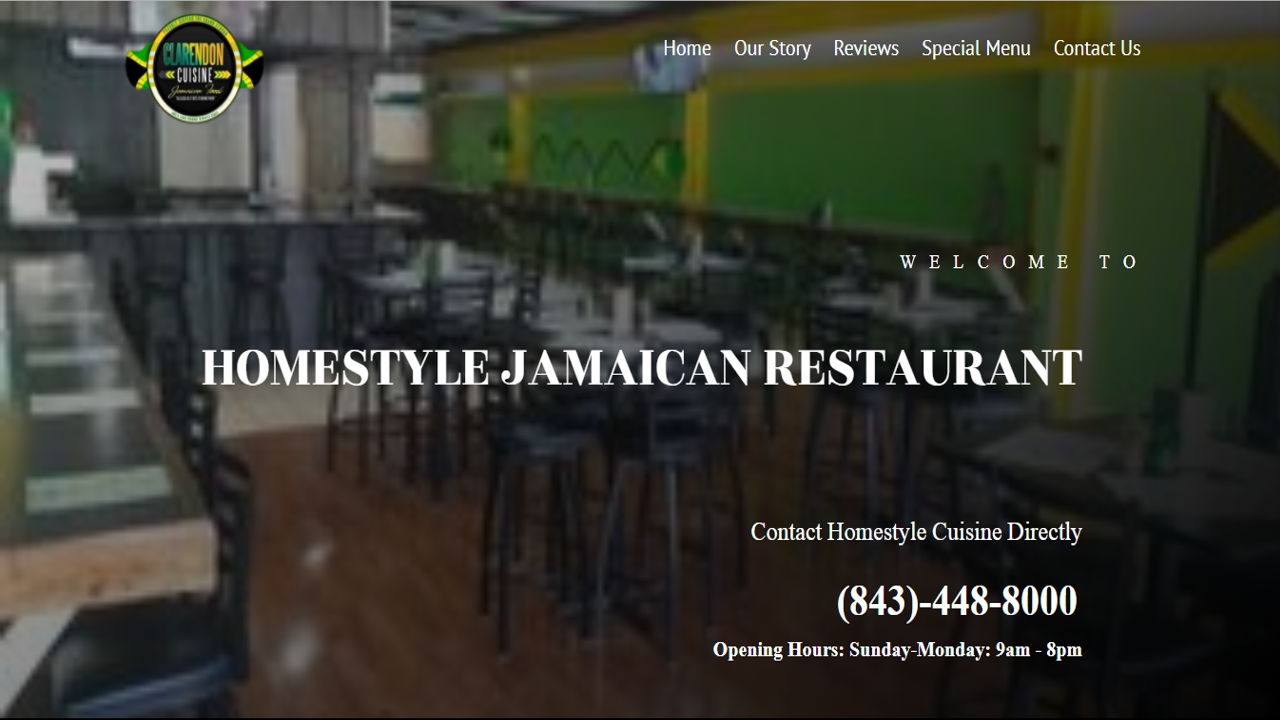 CLARENDON
CUISINE
Jamaican Food
Home Our Story Reviews Special Menu Contact Us
WELCOME TO
HOMESTYLE JAMAICAN RESTAURANT
Contact Homestyle Cuisine Directly
(843)-448-8000
Opening Hours: Sunday-Monday: 9am - 8pm